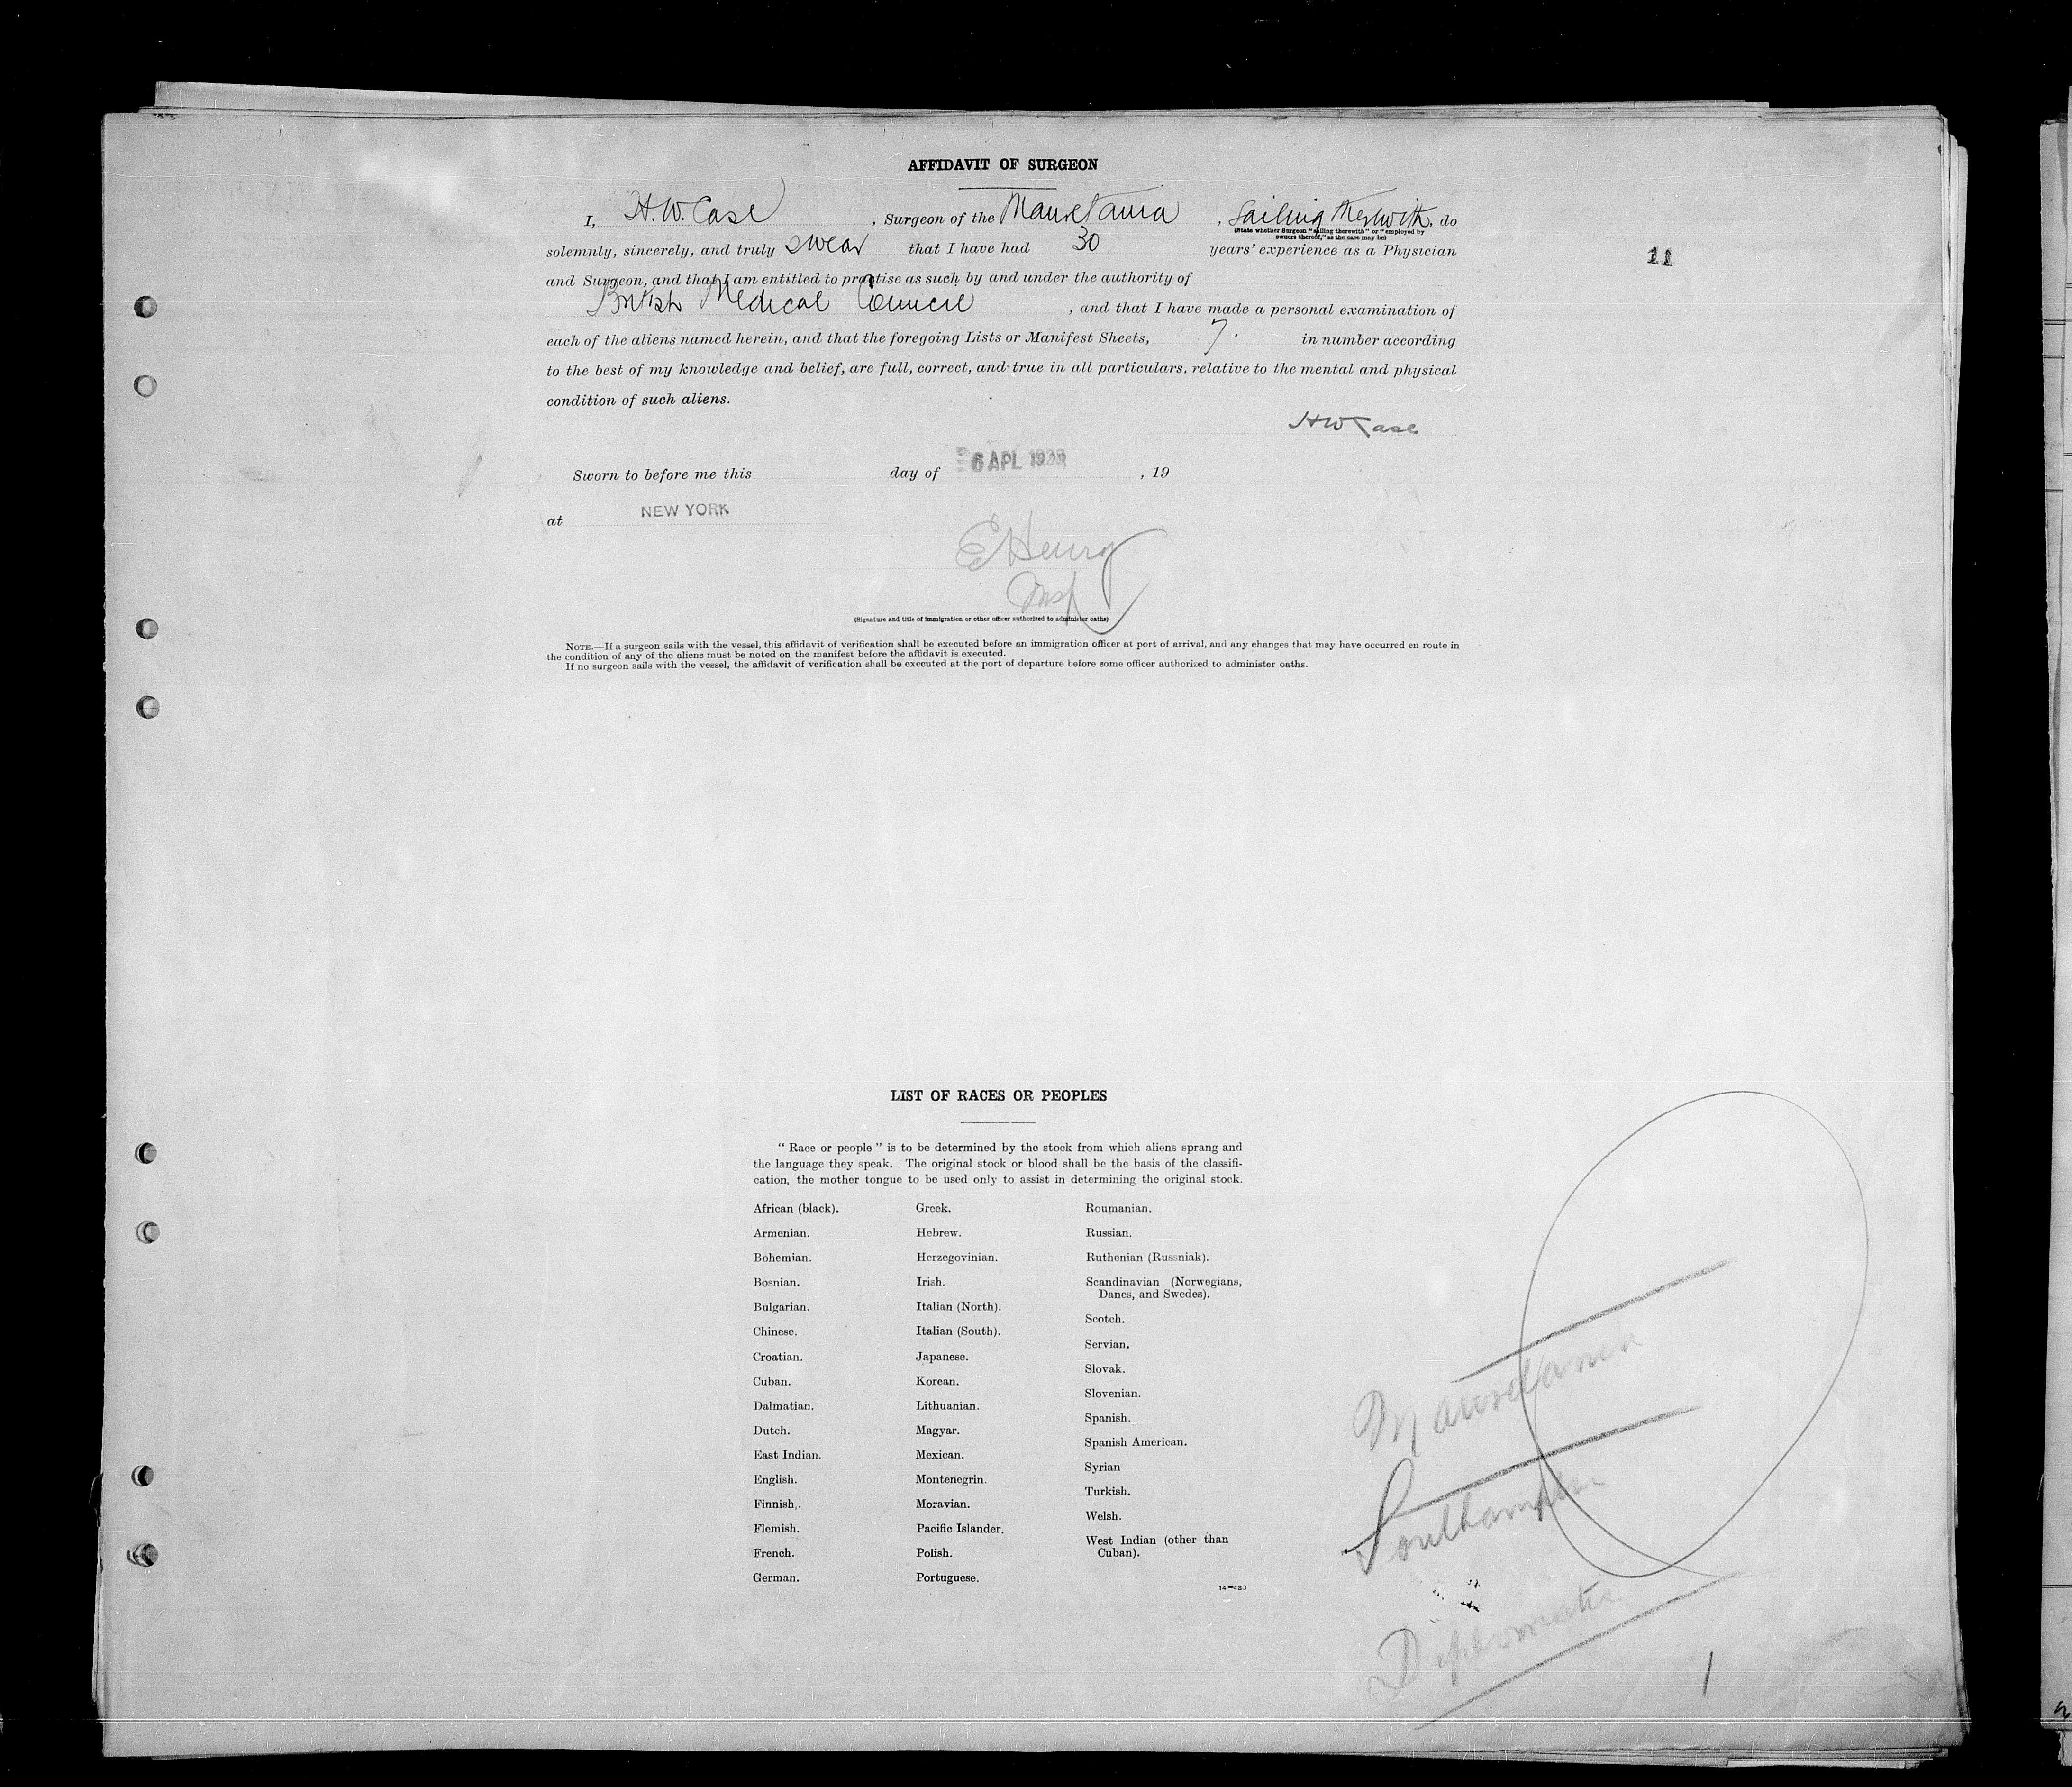 AFFIDAVIT OF SURGEON
I, H.W. Case , Surgeon of the Mauretania , Sailing Therewith, do
(State whether Surgeon "sailing therewith" or "employed by
owners thereof," as the case may be)
solemnly, sincerely, and truly swear that I have had 30 years' experience as a Physician
11
and Surgeon, and that I am entitled to practise as such by and under the authority of
British Medical Council , and that I have made a personal examination of
each of the aliens named herein, and that the foregoing Lists or Manifest Sheets, 7. in number according
to the best of my knowledge and belief, are full, correct, and true in all particulars, relative to the mental and physical
condition of such aliens.
HW Case
Sworn to before me this day of 6 APL , 19
at NEW YORK
E Henry
Insp
(Signature and title of immigration or other officer authorized to administer oaths)
NOTE.—If a surgeon sails with the vessel, this affidavit of verification shall be executed before an immigration officer at port of arrival, and any changes that may have occurred en route in
the condition of any of the aliens must be noted on the manifest before the affidavit is executed.
If no surgeon sails with the vessel, the affidavit of verification shall be executed at the port of departure before some officer authorized to administer oaths.
LIST OF RACES OR PEOPLES
" Race or people " is to be determined by the stock from which aliens sprang and
the language they speak. The original stock or blood shall be the basis of the classifi-
cation, the mother tongue to be used only to assist in determining the original stock.
African (black).
Armenian.
Bohemian.
Bosnian.
Bulgarian.
Chinese.
Croatian.
Cuban.
Dalmatian.
Dutch.
East Indian.
English.
Finnish.
Flemish.
French.
German.
Greek.
Hebrew.
Herzegovinian.
Irish.
Italian (North).
Italian (South).
Japanese.
Korean.
Lithuanian.
Magyar.
Mexican.
Montenegrin.
Moravian.
Pacific Islander.
Polish.
Portuguese.
Roumanian.
Russian.
Ruthenian (Russniak).
Scandinavian (Norwegians,
Danes, and Swedes).
Scotch.
Servian.
Slovak.
Slovenian.
Spanish.
Spanish American.
Syrian
Turkish.
Welsh.
West Indian (other than
Cuban).
14—483
Mauretania
Southampton
Diplomatic
1